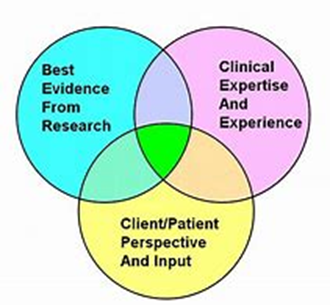 Best
Evidence
From
Research
Clinical
Expertise
And
Experience
Client/Patient
Perspective
And Input